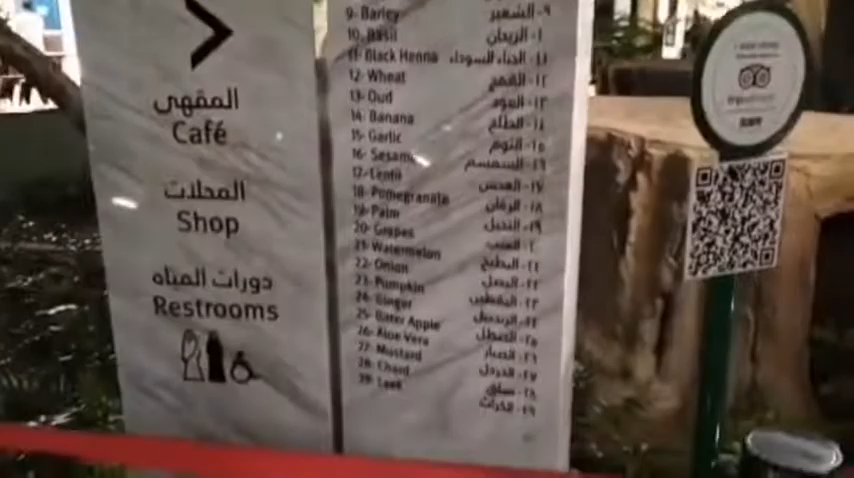 المقهى
Café
المحلات
Shop
دورات المياه
Restrooms
9- Barley ٩- الشعير
10- Basil ١- الريحان
11- Black Henna ١١- الحناء السوداء
12- Wheat ١٢- القمح
13- Oud ١٣- العود
14- Banana ١٤- الطلح
15- Garlic ١٥- الثوم
16- Sesame ١٦- السمسم
17- Lentil ١٧- العدس
18- Pomegranate ١٨- الرمان
19- Palm ١٩- النخيل
20- Grapes ٢- العنب
21- Watermelon ٢١- البطيخ
22- Onion ٢٢- البصل
23- Pumpkin ٢٣- اليقطين
24- Ginger ٢٤- الزنجبيل
25- Bitter Apple ٢٥- الحنظل
26- Aloe Vera ٢٦- الصبار
27- Mustard ٢٧- الخردل
28- Chard ٢٨- سلق
29- Leek ٢٩- الكراث